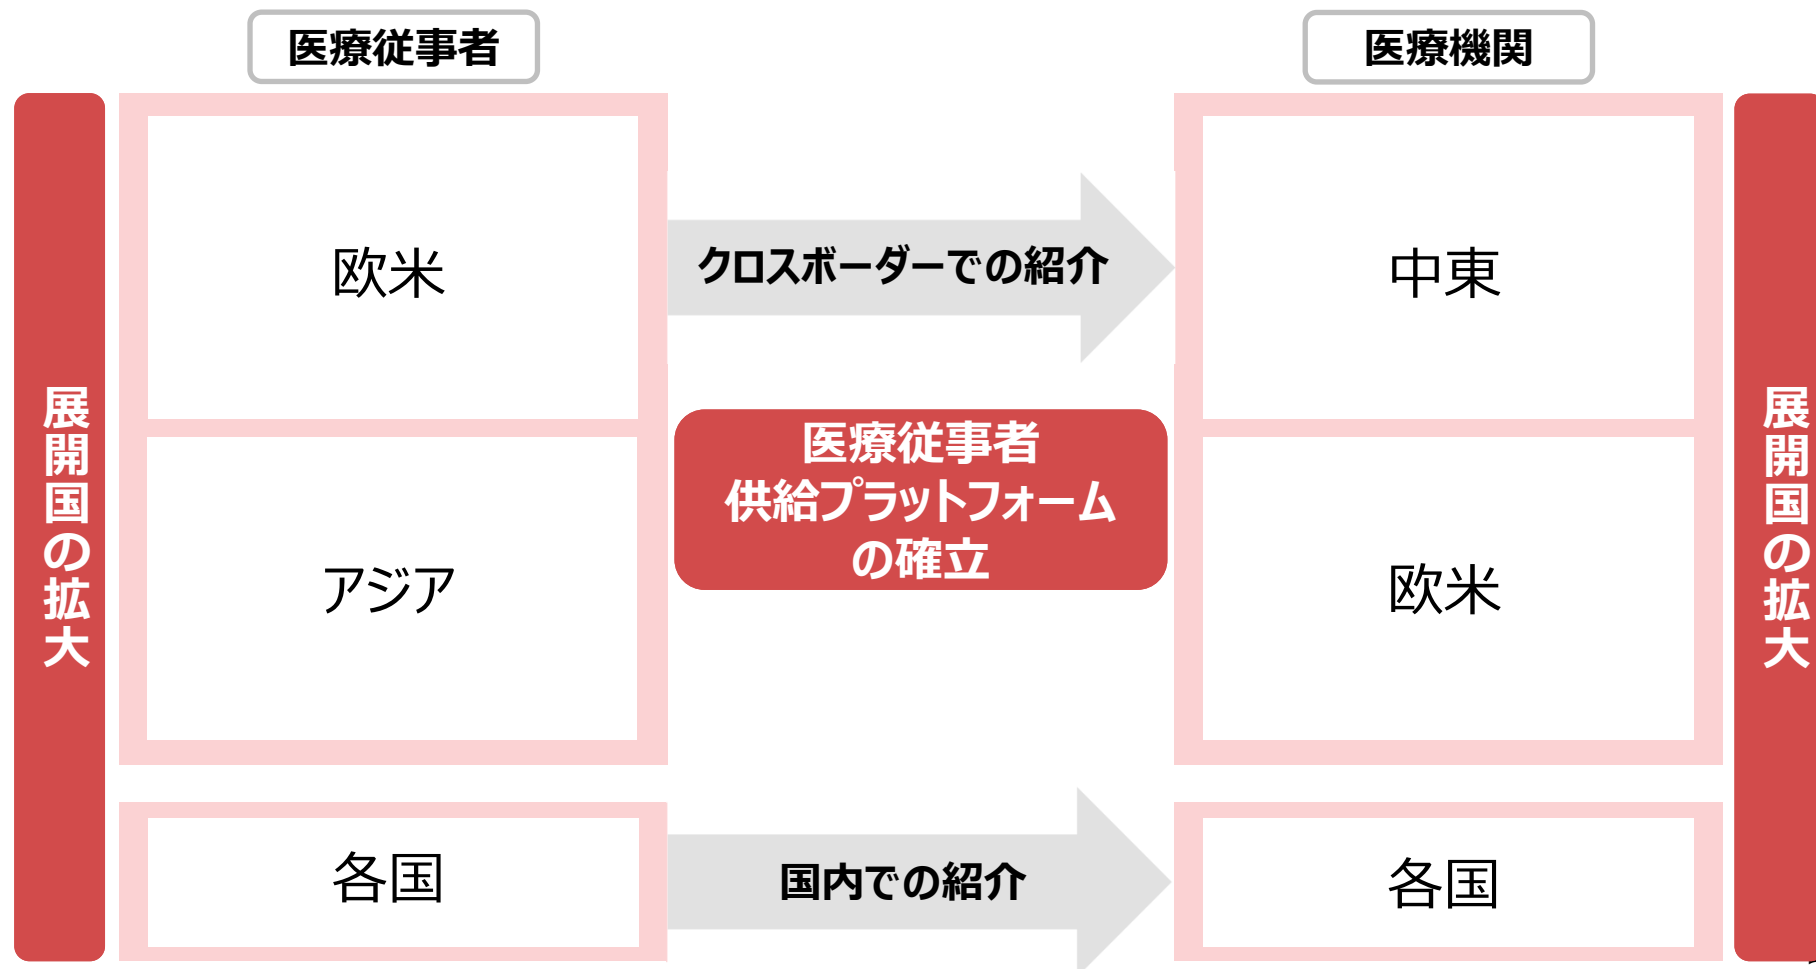 医療従事者
医療機関
展開国の拡大
欧米
クロスボーダーでの紹介
中東
医療従事者
供給プラットフォーム
の確立
アジア
欧米
展開国の拡大
各国
国内での紹介
各国